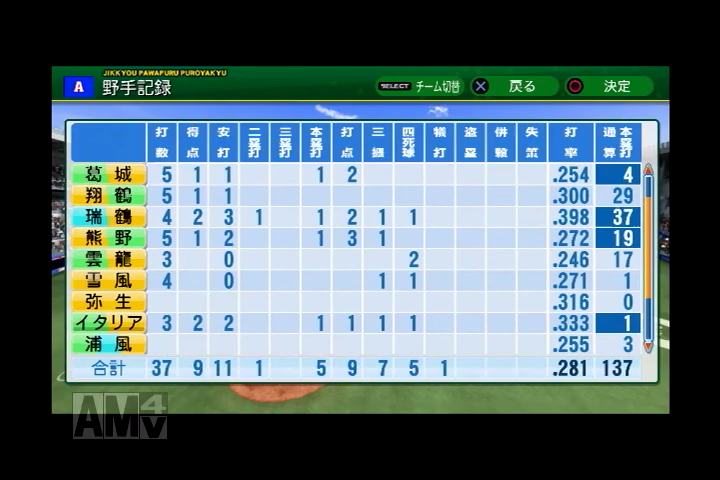 JIKKYOU PAWAFURU PUROYAKYU
A 野手記録 SELECT チーム切替 戻る 決定
打数 得点 安打 二塁打 三塁打 本塁打 打点 三振 四死球 犠打 盗塁 併殺 失策 打率 通算本塁打
葛城 5 1 1 1 2 .254 4
翔鶴 5 1 1 .300 29
瑞鶴 4 2 3 1 1 2 1 1 .398 37
熊野 5 1 2 1 3 1 .272 19
雲龍 3 0 2 .246 17
雪風 4 0 1 1 .271 1
弥生 .316 0
イタリア 3 2 2 1 1 1 1 .333 1
浦風 .255 3
合計 37 9 11 1 5 9 7 5 1 .281 137
AMV4